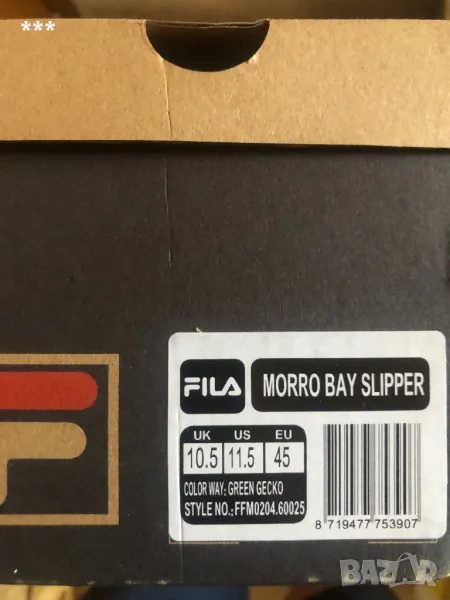 ***
FILA
MORRO BAY SLIPPER
UK US EU
10.5 11.5 45
COLOR WAY: GREEN GECKO
STYLE NO.:FFM0204.60025
8 719477 753907
BAZAR